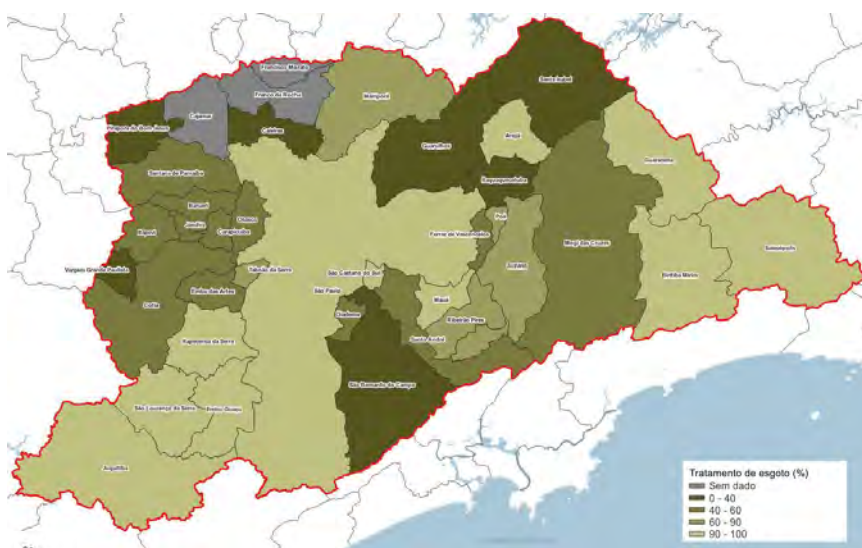 Francisco Morato
Franco da Rocha
Mairiporã
Santa Isabel
Cajamar
Pirapora do Bom Jesus
Caieiras
Guarulhos
Arujá
Guararema
Santana de Parnaíba
Itaquaquecetuba
Barueri
Osasco
Poá
Jandira
Itapevi
Carapicuíba
Ferraz de Vasconcelos
Mogi das Cruzes
Salesópolis
Vargem Grande Paulista
Taboão da Serra
São Caetano do Sul
Suzano
Biritiba Mirim
São Paulo
Embu das Artes
Mauá
Cotia
Diadema
Ribeirão Pires
Santo André
Itapecerica da Serra
São Bernardo do Campo
São Lourenço da Serra
Embu-Guaçu
Juquitiba
Tratamento de esgoto (%)
Sem dado
0 - 40
40 - 60
60 - 90
90 - 100